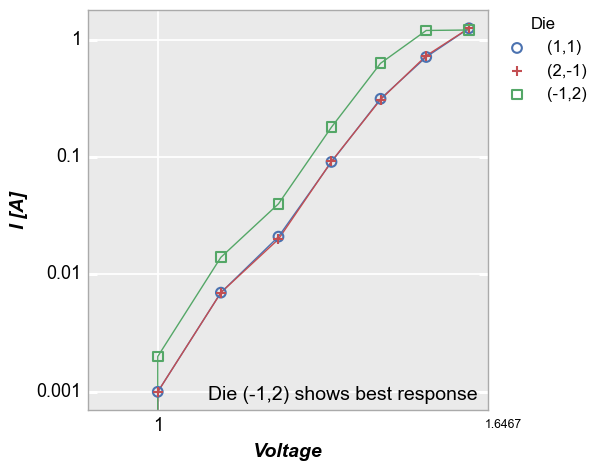 Die
(1,1)
(2,-1)
(-1,2)
1
0.1
0.01
0.001
I [A]
Die (-1,2) shows best response
1
1.6467
Voltage